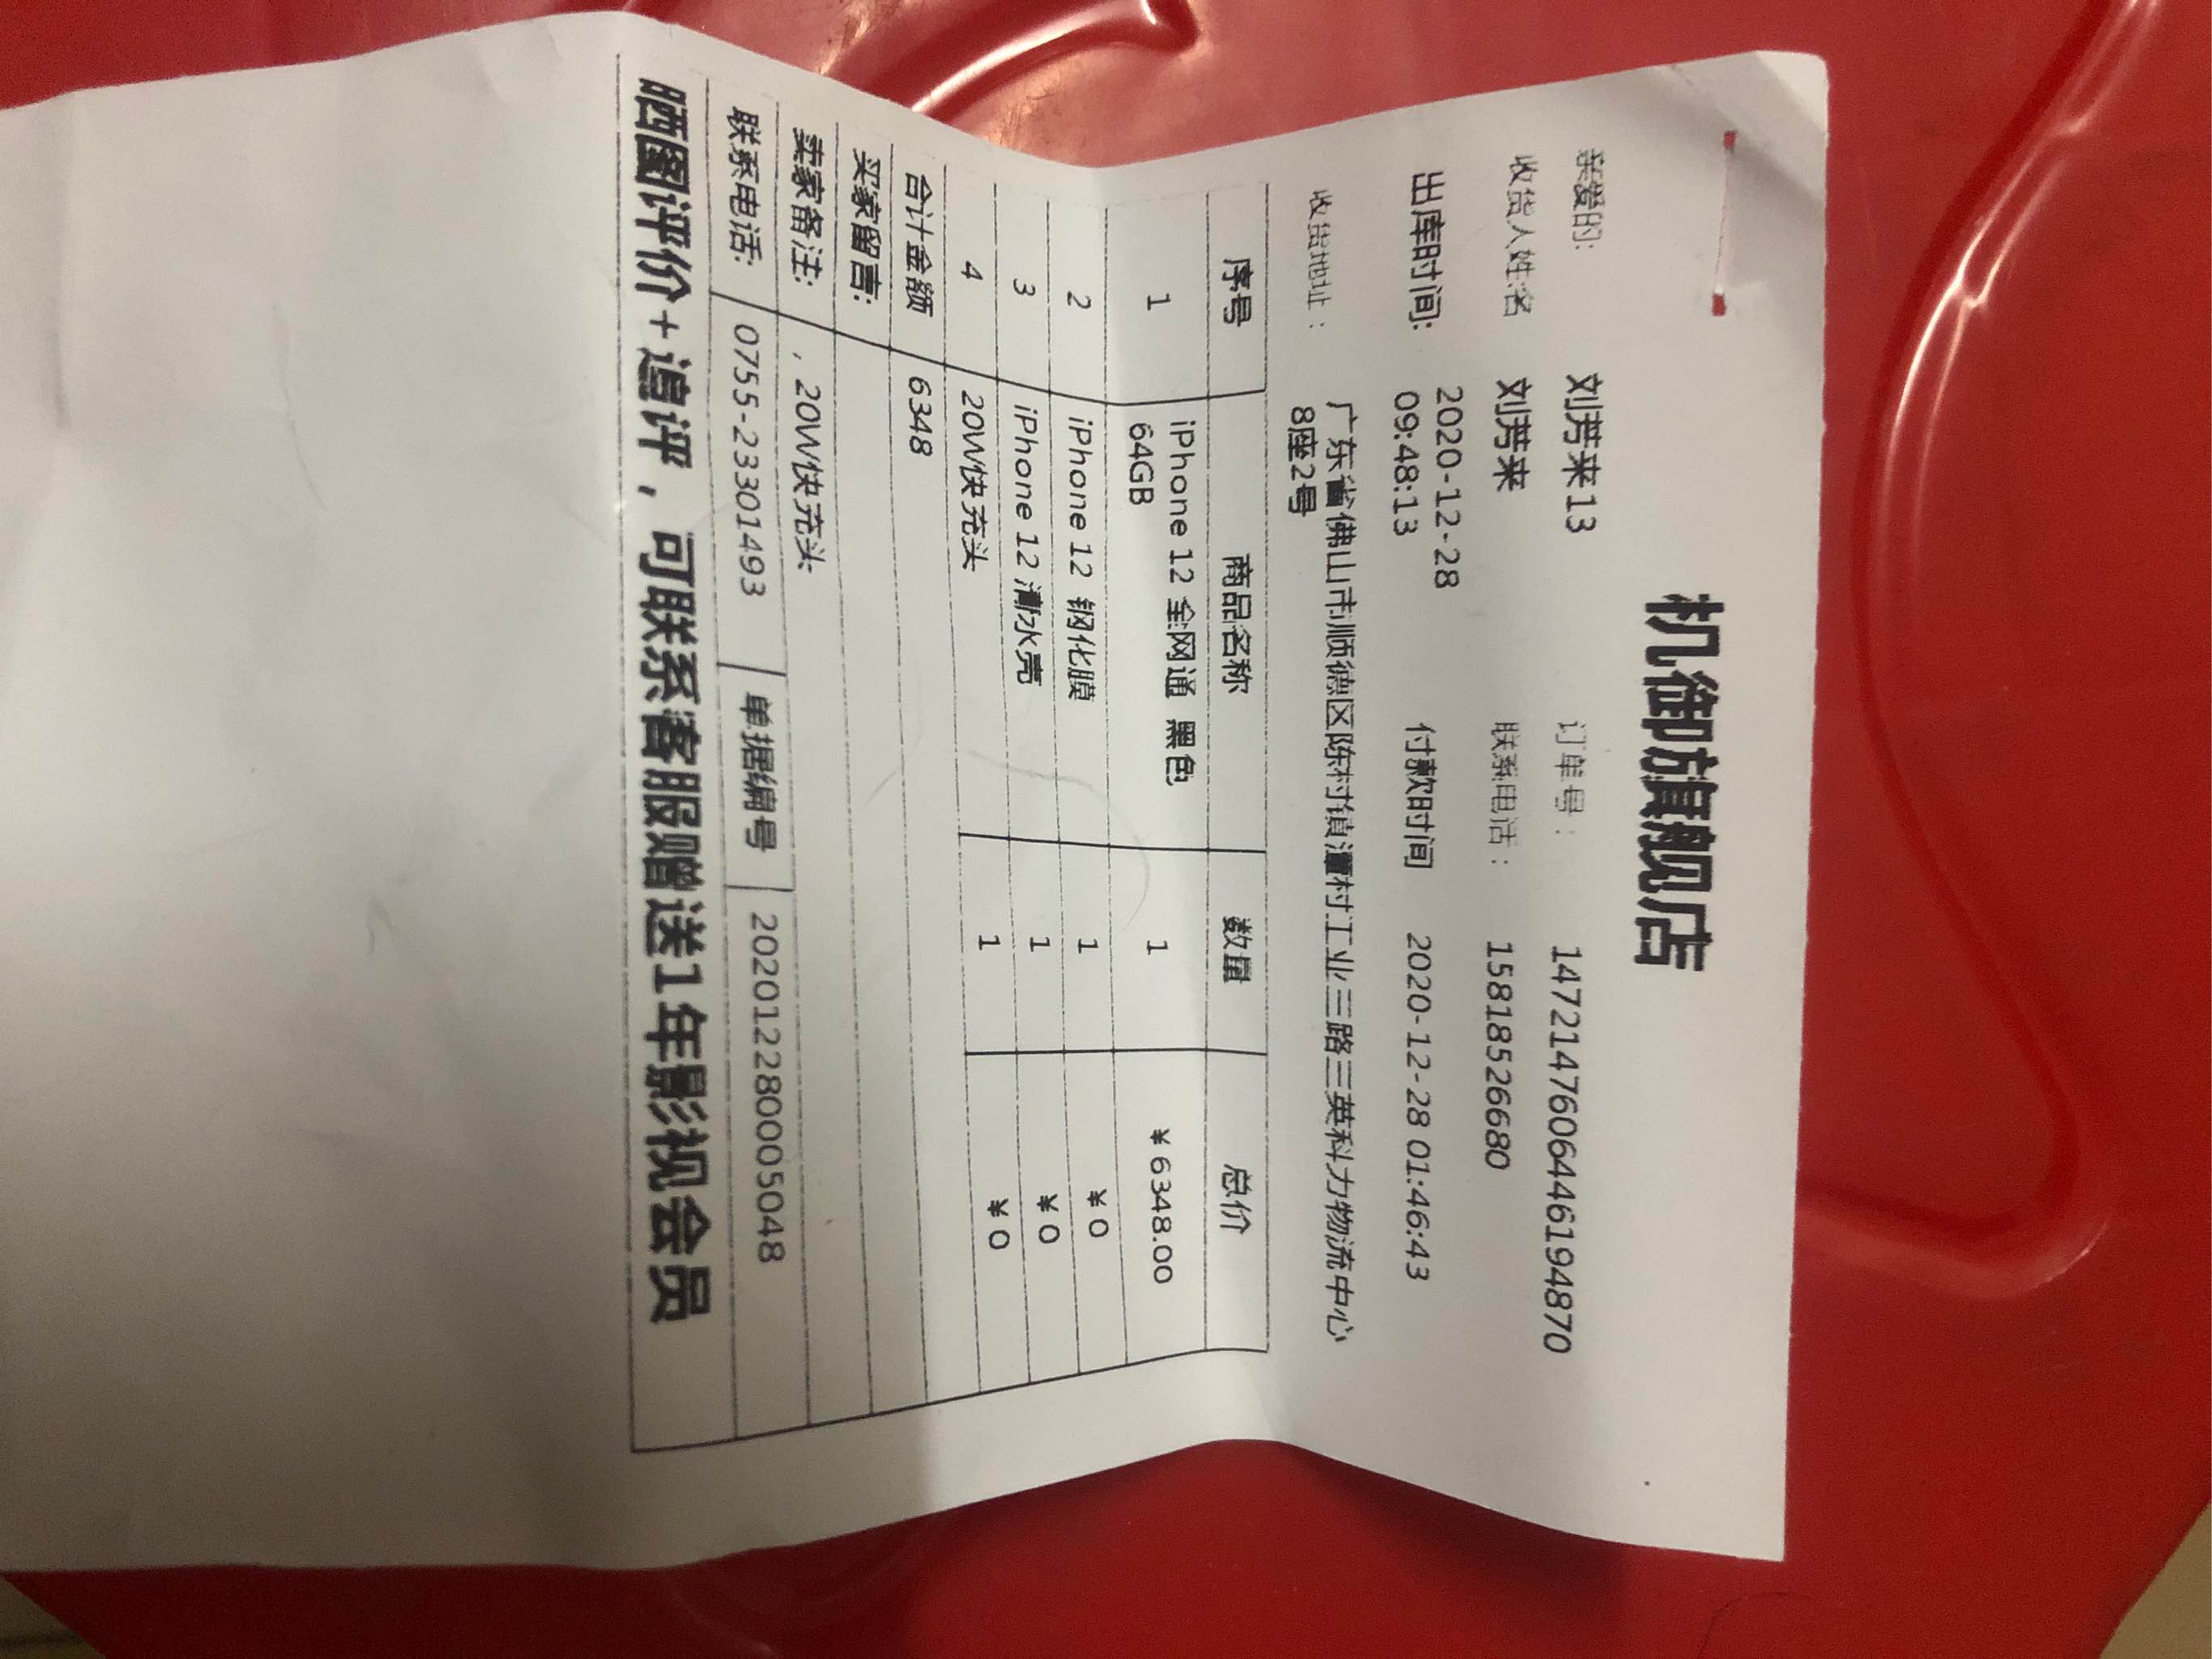 机御旗舰店
亲爱的: 刘芳来13 订单号： 1472147606446194870
收货人姓名 刘芳来 联系电话： 15818526680
出库时间: 2020-12-28 09:48:13 付款时间 2020-12-28 01:46:43
收货地址： 广东省佛山市顺德区陈村镇潭村工业三路三英科力物流中心
8座2号
序号 商品名称 数量 总价
1 iPhone 12 全网通 黑色 64GB 1 ¥6348.00
2 iPhone 12 钢化膜 1 ¥0
3 iPhone 12 清水壳 1 ¥0
4 20W快充头 1 ¥0
合计金额 6348
买家留言:
卖家备注: ，20W快充头
联系电话: 0755-23301493 单据编号 202012280005048
晒图评价+追评，可联系客服赠送1年影视会员